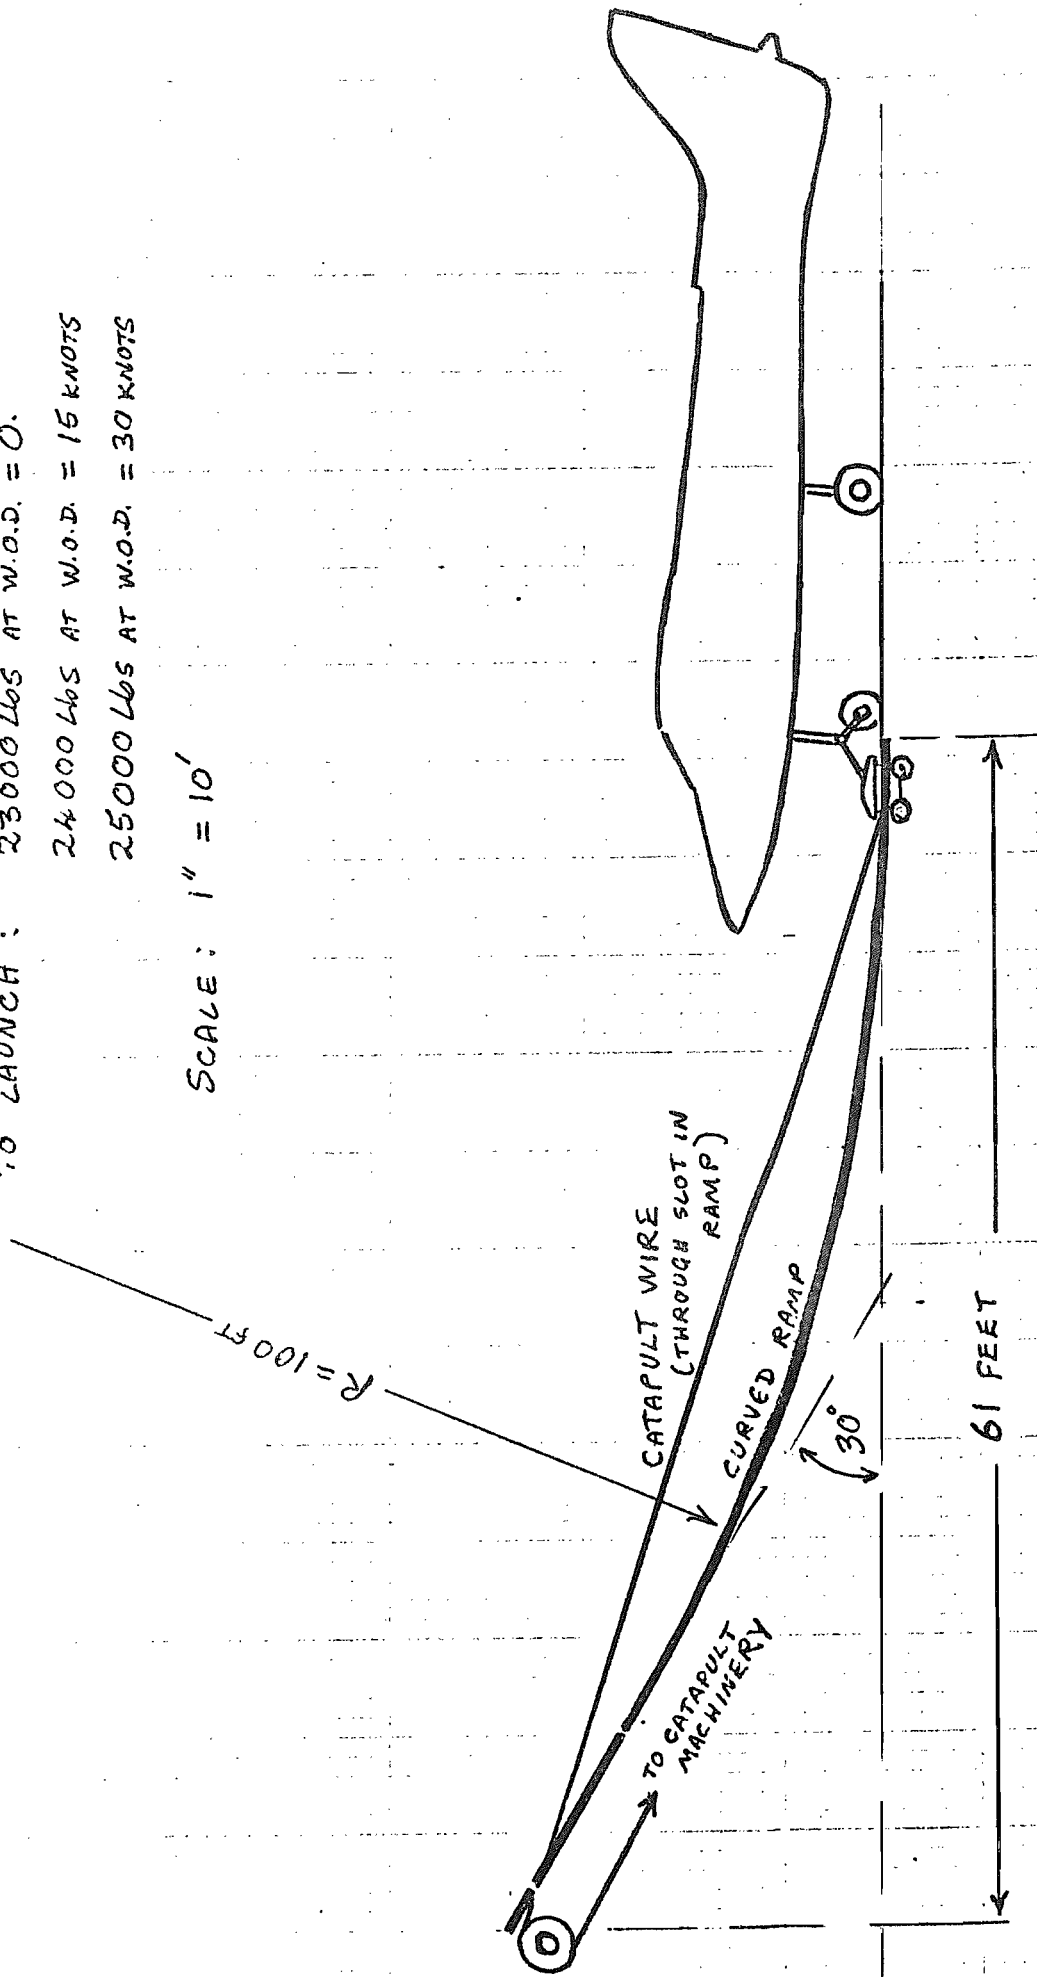 TO LAUNCH : 23000 Lbs AT W.O.D. = 0.
24000 Lbs AT W.O.D. = 15 KNOTS
25000 Lbs AT W.O.D. = 30 KNOTS
SCALE : 1" = 10'
R = 100 FT
CATAPULT WIRE
(THROUGH SLOT IN
RAMP)
CURVED RAMP
30°
TO CATAPULT
MACHINERY
61 FEET